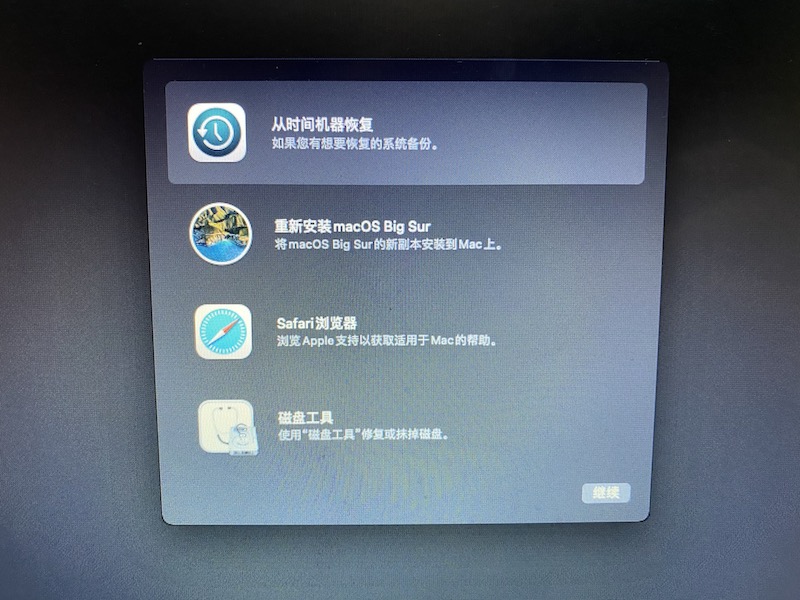 从时间机器恢复
如果您有想要恢复的系统备份。
重新安装macOS Big Sur
将macOS Big Sur的新副本安装到Mac上。
Safari浏览器
浏览Apple支持以获取适用于Mac的帮助。
磁盘工具
使用“磁盘工具”修复或抹掉磁盘。
继续